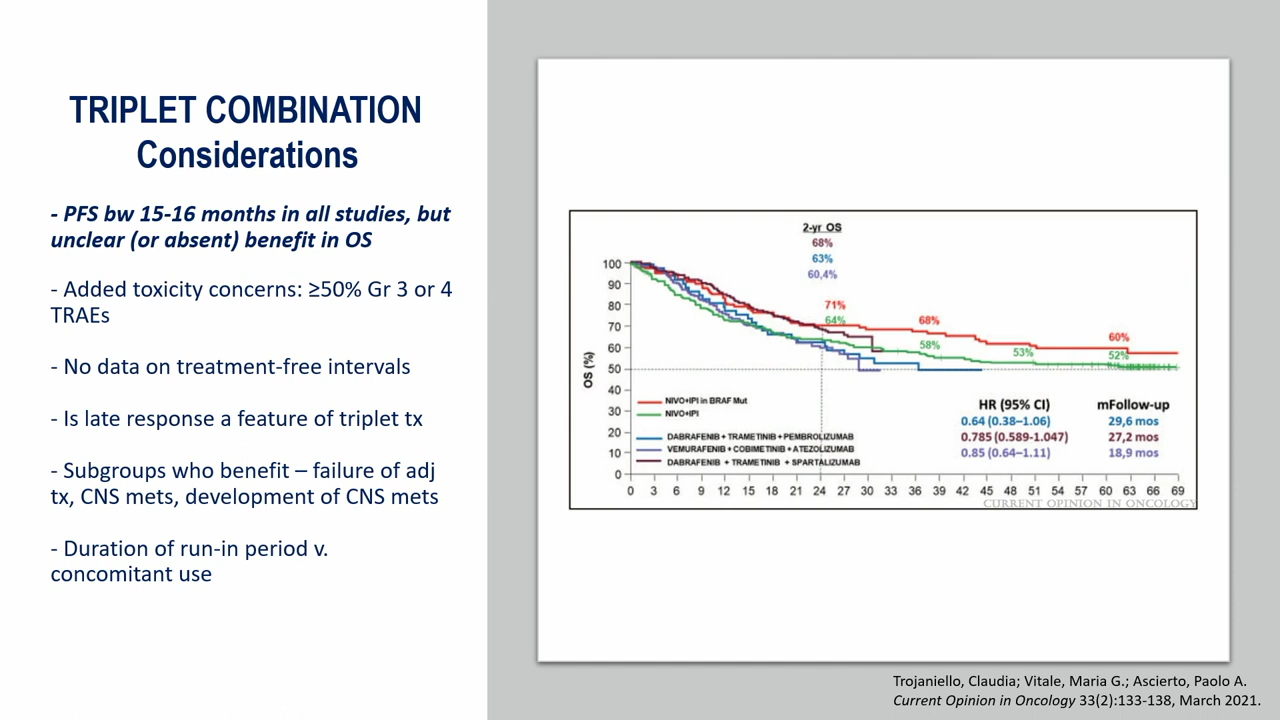 TRIPLET COMBINATION
Considerations
- PFS bw 15-16 months in all studies, but
unclear (or absent) benefit in OS
- Added toxicity concerns: ≥50% Gr 3 or 4
TRAEs
- No data on treatment-free intervals
- Is late response a feature of triplet tx
- Subgroups who benefit – failure of adj
tx, CNS mets, development of CNS mets
- Duration of run-in period v.
concomitant use
2-yr OS
68%
63%
60,4%
100
90
80
70
60
50
40
30
20
10
0
OS (%)
71%
64%
68%
58%
53%
60%
52%
NIVO+IPI in BRAF Mut
NIVO+IPI
DABRAFENIB + TRAMETINIB + PEMBROLIZUMAB
VEMURAFENIB + COBIMETINIB + ATEZOLIZUMAB
DABRAFENIB + TRAMETINIB + SPARTALIZUMAB
HR (95% CI) mFollow-up
0.64 (0.38–1.06) 29,6 mos
0.785 (0.589-1.047) 27,2 mos
0.85 (0.64–1.11) 18,9 mos
0 3 6 9 12 15 18 21 24 27 30 33 36 39 42 45 48 51 54 57 60 63 66 69
CURRENT OPINION IN ONCOLOGY
Trojaniello, Claudia; Vitale, Maria G.; Ascierto, Paolo A.
Current Opinion in Oncology 33(2):133-138, March 2021.